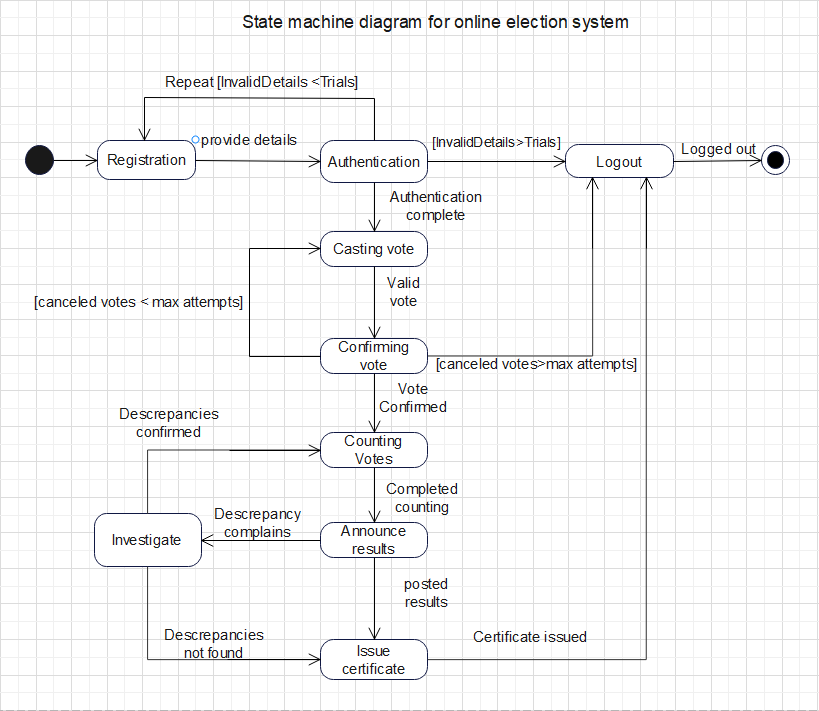 State machine diagram for online election system
Repeat [InvalidDetails <Trials]
provide details
[InvalidDetails>Trials]
Logged out
Registration
Authentication
Logout
Authentication
complete
Casting vote
Valid
vote
[canceled votes < max attempts]
Confirming
vote
[canceled votes>max attempts]
Vote
Confirmed
Descrepancies
confirmed
Counting
Votes
Completed
counting
Descrepancy
complains
Investigate
Announce
results
posted
results
Descrepancies
not found
Issue
certificate
Certificate issued